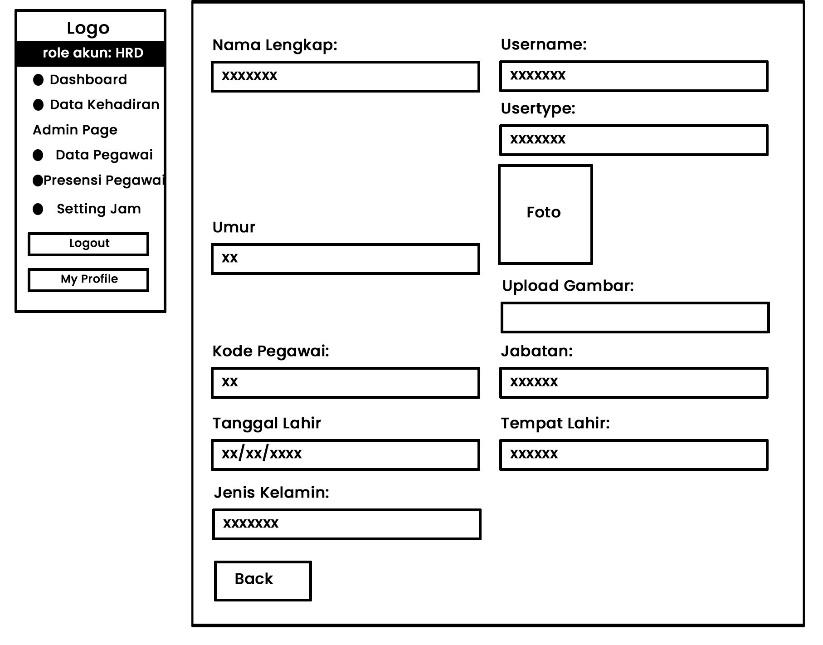 Logo
role akun: HRD
Dashboard
Data Kehadiran
Admin Page
Data Pegawai
Presensi Pegawai
Setting Jam
Logout
My Profile
Nama Lengkap:
xxxxxxx
Username:
xxxxxxx
Usertype:
xxxxxxx
Foto
Umur
xx
Upload Gambar:
Kode Pegawai:
xx
Jabatan:
xxxxxx
Tanggal Lahir
xx/xx/xxxx
Tempat Lahir:
xxxxxx
Jenis Kelamin:
xxxxxxx
Back